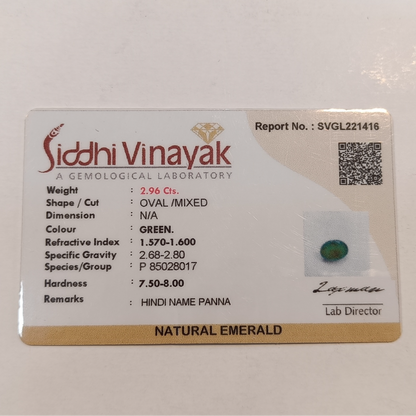 Report No. : SVGL221416
Siddhi Vinayak
A GEMOLOGICAL LABORATORY
Weight : 2.96 Cts.
Shape / Cut : OVAL /MIXED
Dimension : N/A
Colour : GREEN.
Refractive Index : 1.570-1.600
Specific Gravity : 2.68-2.80
Species/Group : P 85028017
Hardness : 7.50-8.00
Remarks : HINDI NAME PANNA
Lab Director
NATURAL EMERALD